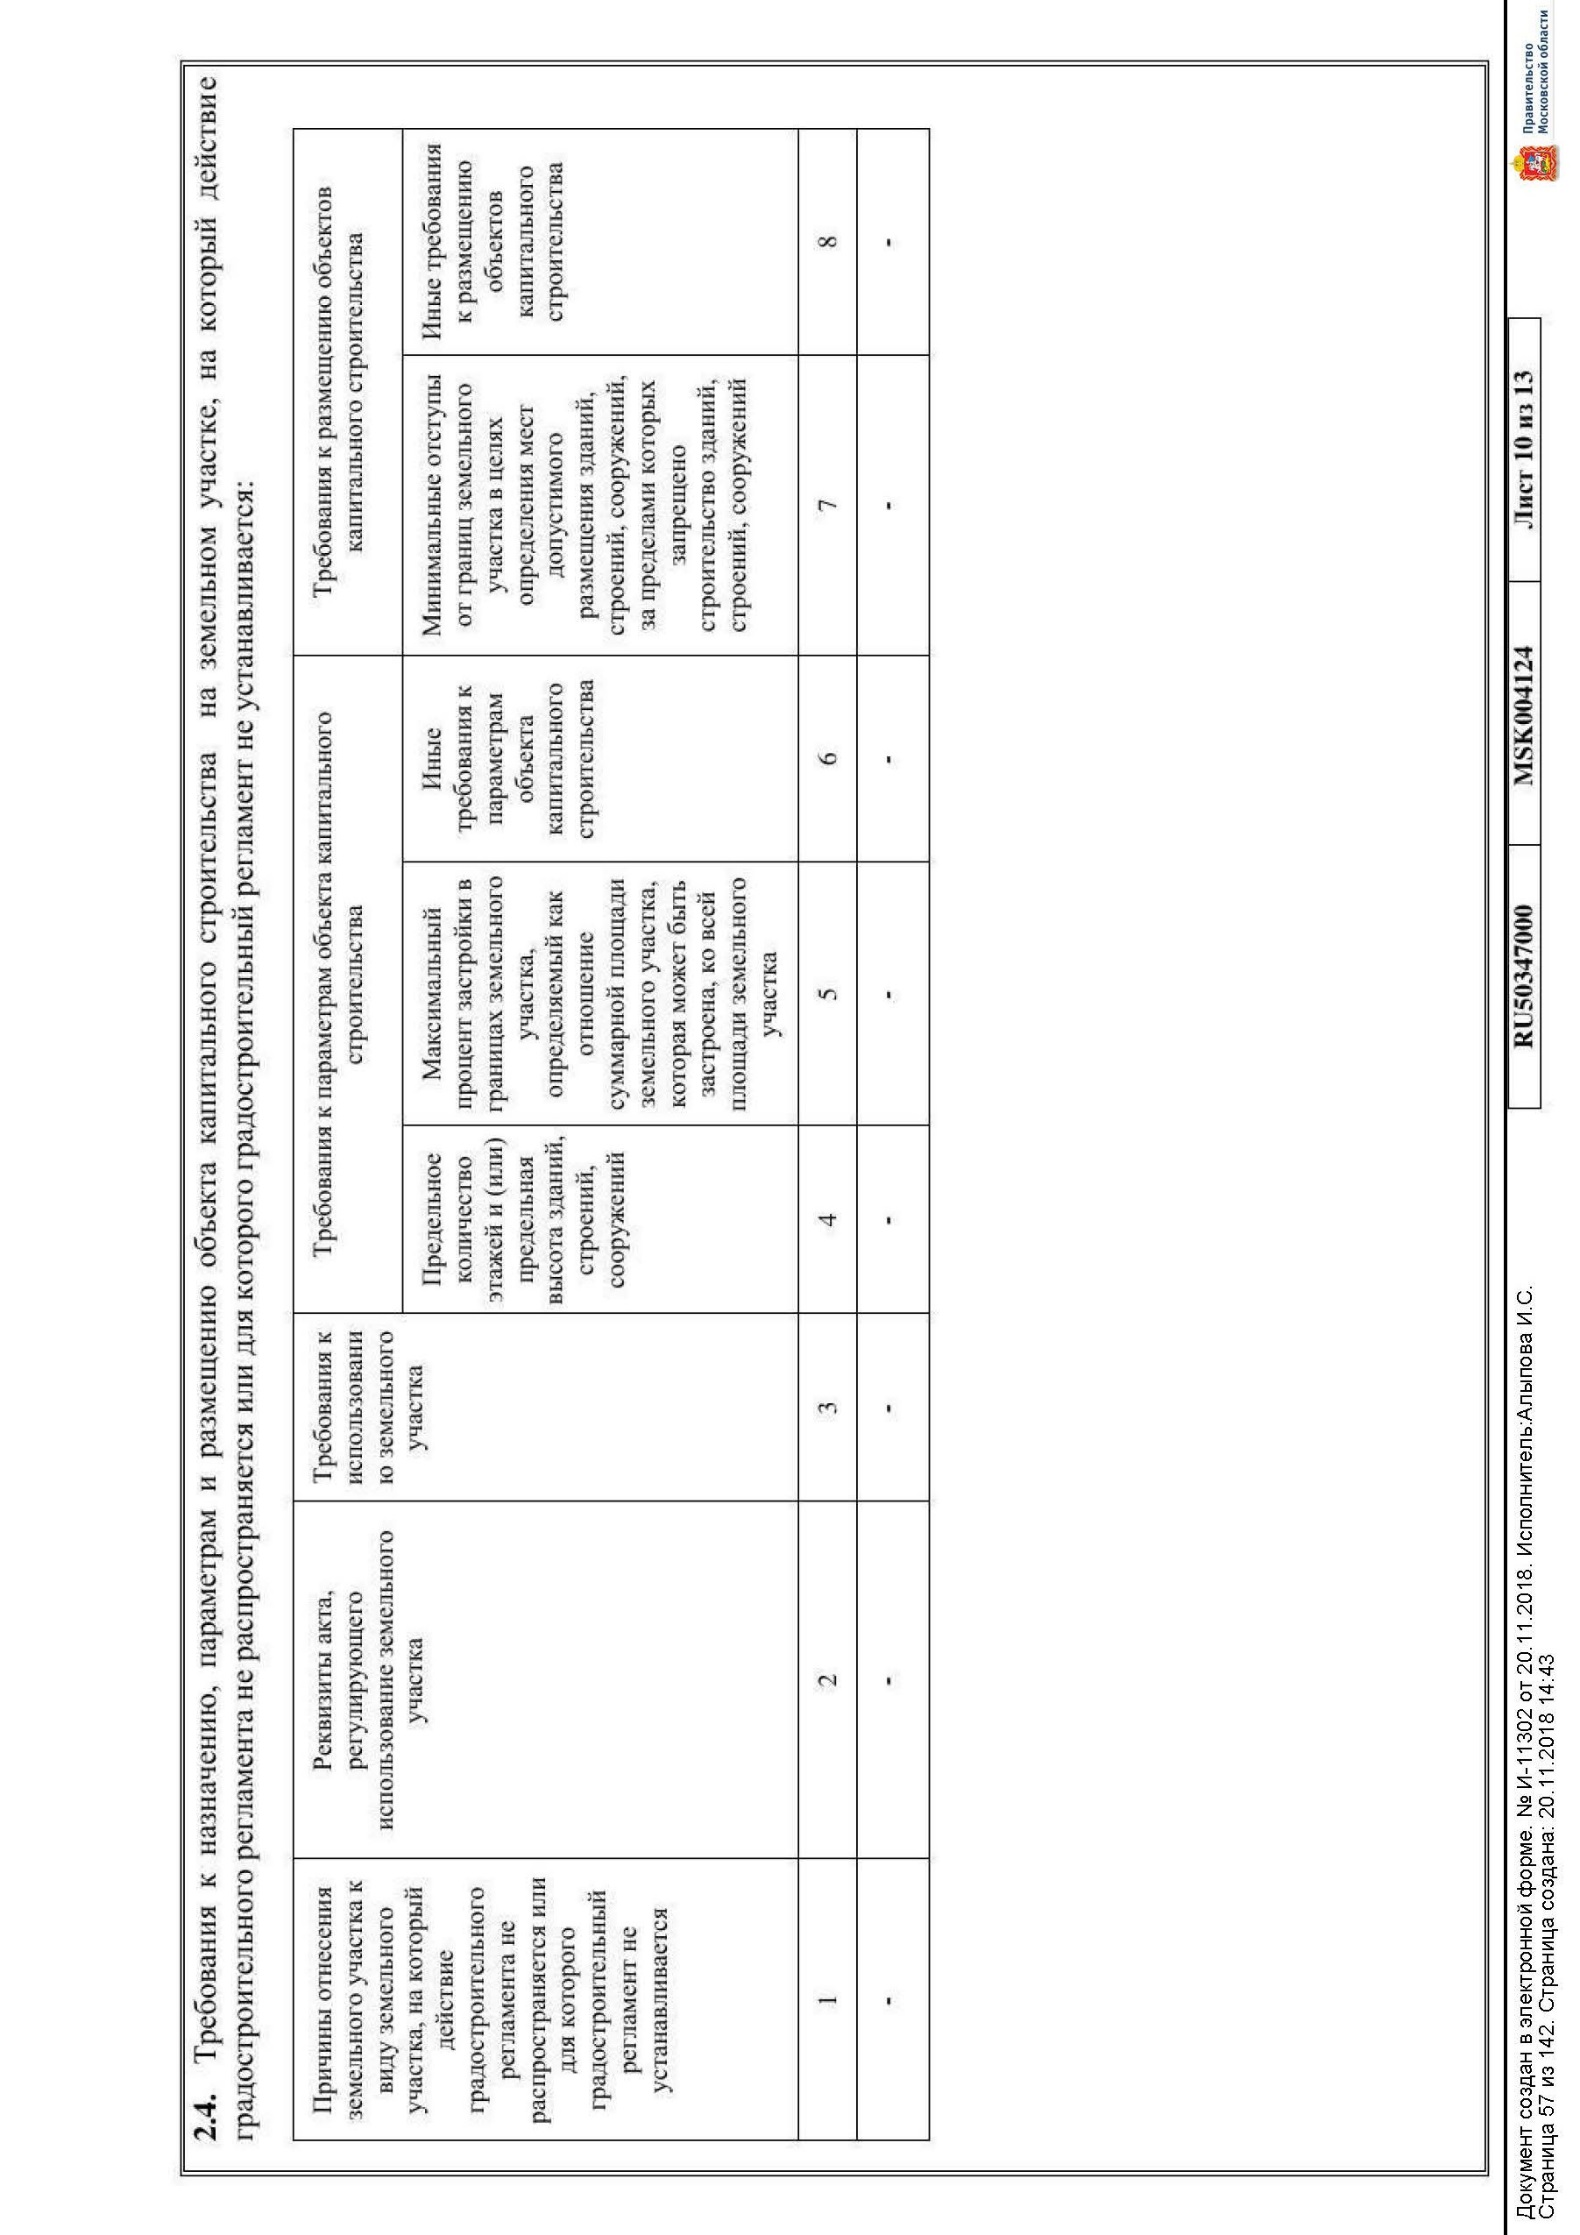 2.4. Требования к назначению, параметрам и размещению объекта капитального строительства на земельном участке, на который действие
градостроительного регламента не распространяется или для которого градостроительный регламент не устанавливается:
Причины отнесения
земельного участка к
виду земельного
участка, на который
действие
градостроительного
регламента не
распространяется или
для которого
градостроительный
регламент не
устанавливается
Реквизиты акта,
регулирующего
использование земельного
участка
Требования к
использовани
ю земельного
участка
Требования к параметрам объекта капитального
строительства
Требования к размещению объектов
капитального строительства
Предельное
количество
этажей и (или)
предельная
высота зданий,
строений,
сооружений
Максимальный
процент застройки в
границах земельного
участка,
определяемый как
отношение
суммарной площади
земельного участка,
которая может быть
застроена, ко всей
площади земельного
участка
Иные
требования к
параметрам
объекта
капитального
строительства
Минимальные отступы
от границ земельного
участка в целях
определения мест
допустимого
размещения зданий,
строений, сооружений,
за пределами которых
запрещено
строительство зданий,
строений, сооружений
Иные требования
к размещению
объектов
капитального
строительства
1 2 3 4 5 6 7 8
- - - - - - - -
RU50347000 MSK004124 Лист 10 из 13
Документ создан в электронной форме. № И-11302 от 20.11.2018. Исполнитель:Алыпова И.С.
Страница 57 из 142. Страница создана: 20.11.2018 14:43
Правительство
Московской области